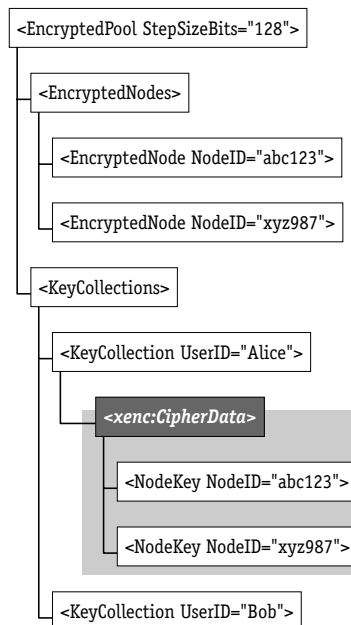 <EncryptedPool StepSizeBits="128">
<EncryptedNodes>
<EncryptedNode NodeID="abc123">
<EncryptedNode NodeID="xyz987">
<KeyCollections>
<KeyCollection UserID="Alice">
<xenc:CipherData>
<NodeKey NodeID="abc123">
<NodeKey NodeID="xyz987">
<KeyCollection UserID="Bob">